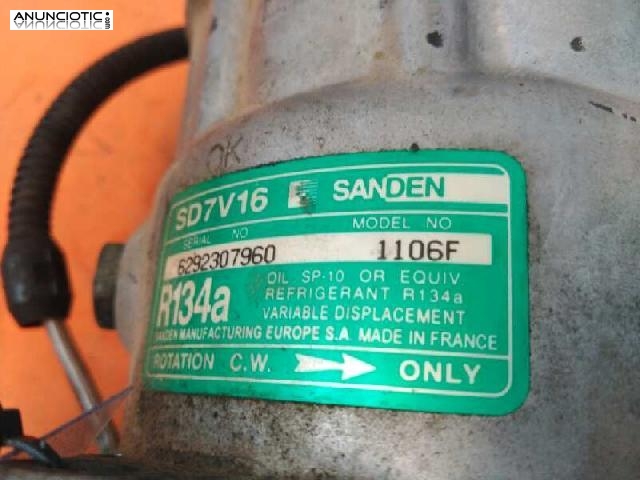 ANUNCIOTIC
.com
OK
SD7V16 SANDEN
SERIAL NO MODEL NO
6292307960 1106F
R134a
OIL SP-10 OR EQUIV
REFRIGERANT R134a
VARIABLE DISPLACEMENT
SANDEN MANUFACTURING EUROPE S.A. MADE IN FRANCE
ROTATION C.W. ONLY